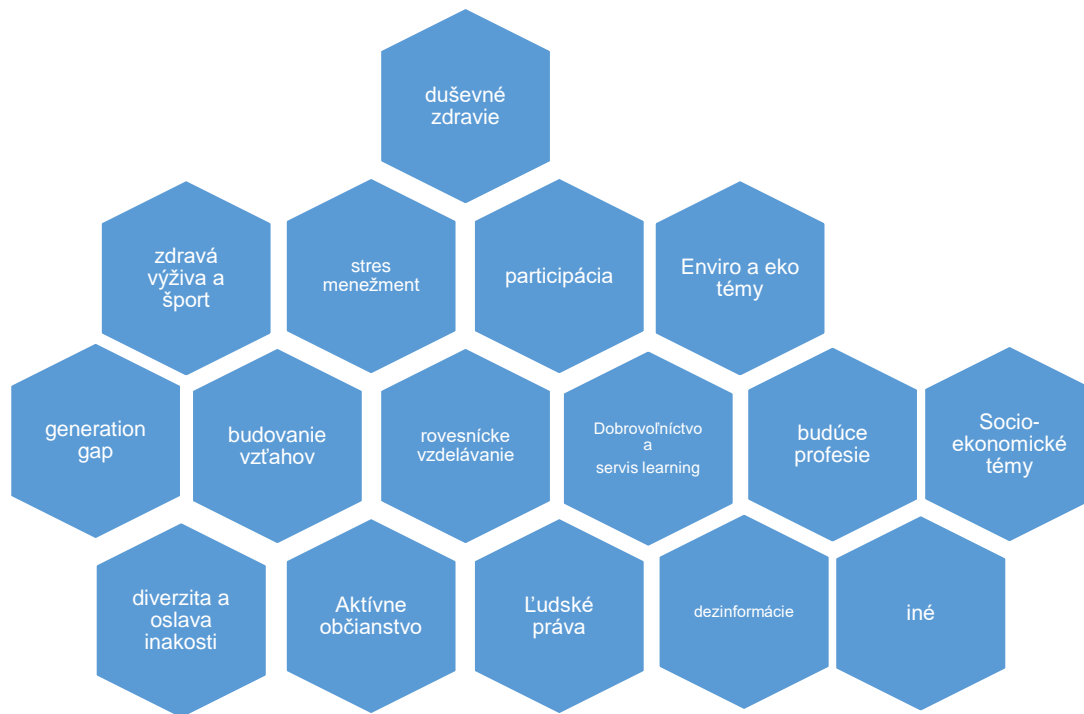 duševné
zdravie
zdravá
výživa a
šport
stres
menežment
participácia
Enviro a eko
témy
generation
gap
budovanie
vzťahov
rovesnícke
vzdelávanie
Dobrovoľníctvo
a
servis learning
budúce
profesie
Socio-
ekonomické
témy
diverzita a
oslava
inakosti
Aktívne
občianstvo
Ľudské
práva
dezinformácie
iné